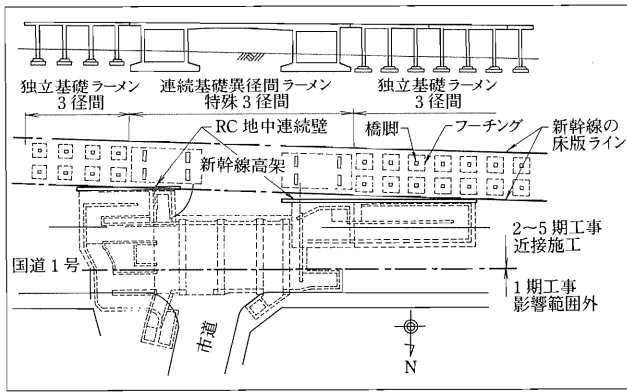 独立基礎ラーメン
3径間
連続基礎異径間ラーメン
特殊3径間
独立基礎ラーメン
3径間
RC地中連続壁
橋脚
フーチング
新幹線の
床版ライン
新幹線高架
2～5期工事
近接施工
国道1号
1期工事
影響範囲外
市道
N